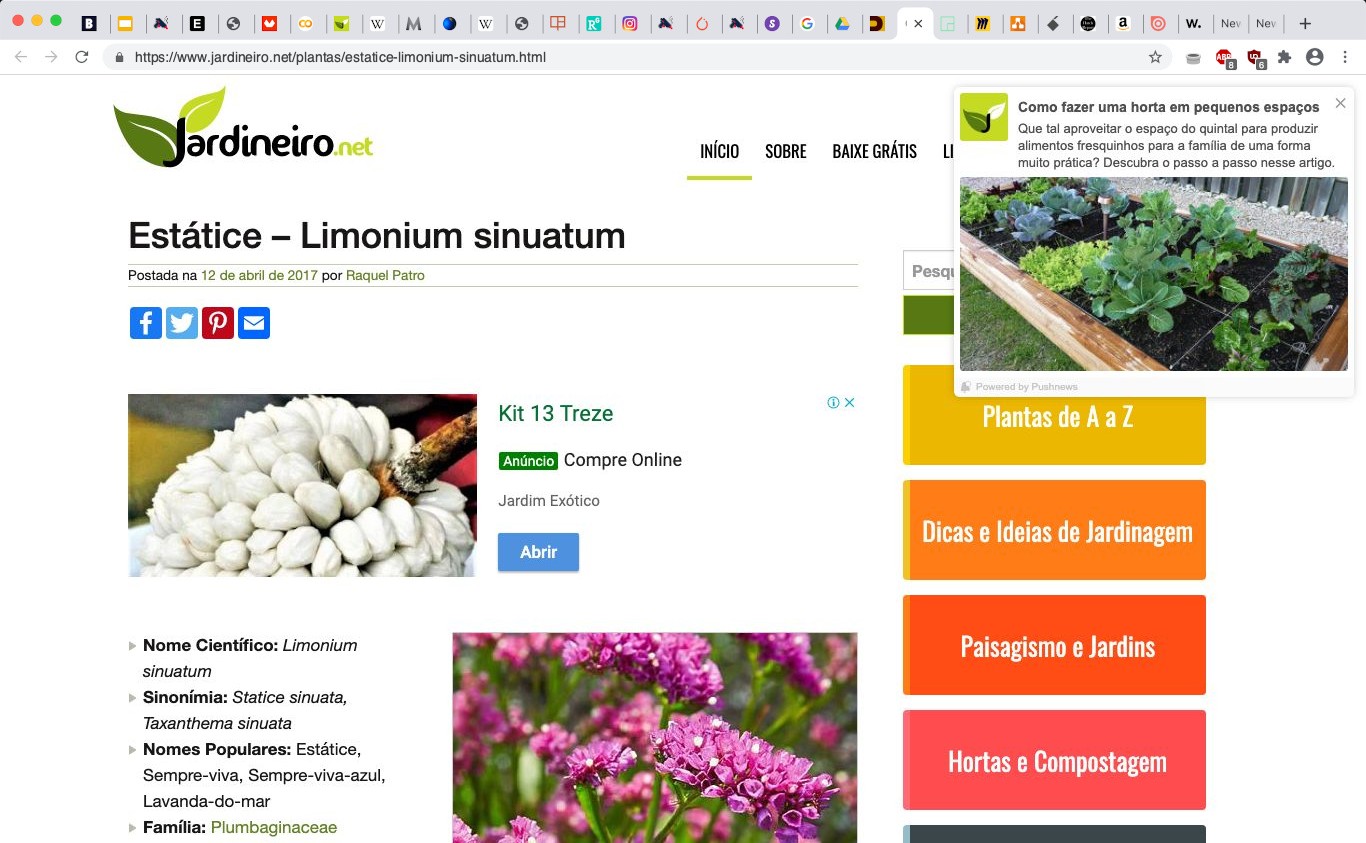 New
New
https://www.jardineiro.net/plantas/estatice-limonium-sinuatum.html
8
6
Jardineiro.net
INÍCIO
SOBRE
BAIXE GRÁTIS
Como fazer uma horta em pequenos espaços
Que tal aproveitar o espaço do quintal para produzir
alimentos fresquinhos para a família de uma forma
muito prática? Descubra o passo a passo nesse artigo.
Powered by Pushnews
Estátice – Limonium sinuatum
Postada na 12 de abril de 2017 por Raquel Patro
Kit 13 Treze
Anúncio Compre Online
Jardim Exótico
Abrir
Nome Científico: Limonium
sinuatum
Sinonímia: Statice sinuata,
Taxanthema sinuata
Nomes Populares: Estátice,
Sempre-viva, Sempre-viva-azul,
Lavanda-do-mar
Família: Plumbaginaceae
Plantas de A a Z
Dicas e Ideias de Jardinagem
Paisagismo e Jardins
Hortas e Compostagem